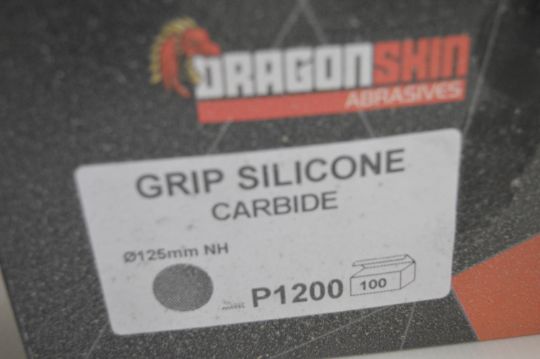 DRAGONSKIN
ABRASIVES
GRIP SILICONE
CARBIDE
Ø125mm NH
P1200
100